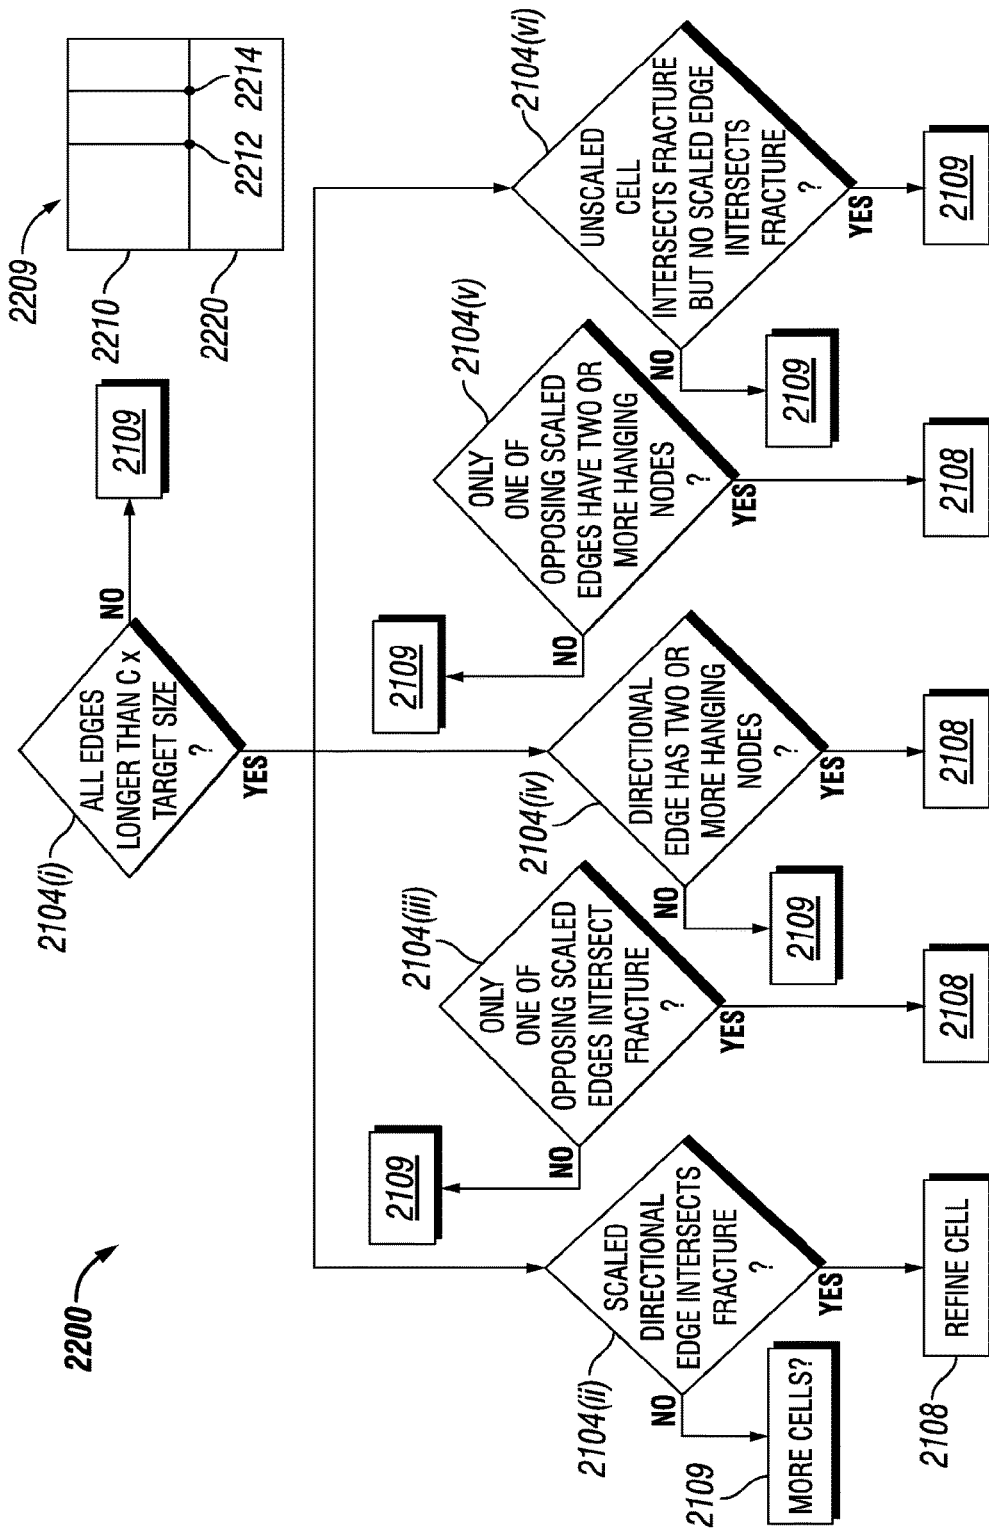 2200
2104(i)
ALL EDGES
LONGER THAN C x
TARGET SIZE
?
NO
2109
YES
2209
2210
2220
2212
2214
2104(ii)
SCALED
DIRECTIONAL
EDGE INTERSECTS
FRACTURE
?
NO
2109
MORE CELLS?
YES
2108
REFINE CELL
2104(iii)
ONLY
ONE OF
OPPOSING SCALED
EDGES INTERSECT
FRACTURE
?
NO
2109
YES
2108
2104(iv)
DIRECTIONAL
EDGE HAS TWO OR
MORE HANGING
NODES
?
NO
2109
YES
2108
2104(v)
ONLY
ONE OF
OPPOSING SCALED
EDGES HAVE TWO OR
MORE HANGING
NODES
?
NO
2109
YES
2108
2104(vi)
UNSCALED
CELL
INTERSECTS FRACTURE
BUT NO SCALED EDGE
INTERSECTS
FRACTURE
?
NO
2109
YES
2109